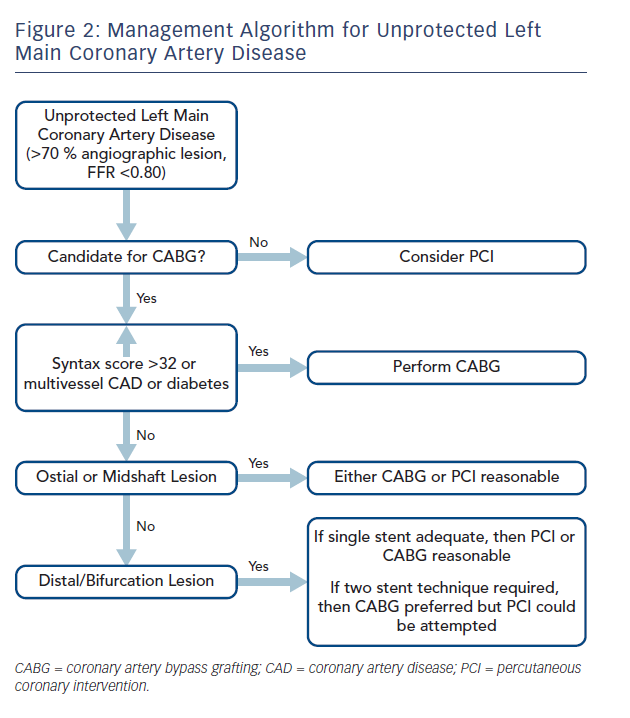 Figure 2: Management Algorithm for Unprotected Left
Main Coronary Artery Disease
Unprotected Left Main
Coronary Artery Disease
(>70 % angiographic lesion,
FFR <0.80)
Candidate for CABG?
No
Consider PCI
Yes
Syntax score >32 or
multivessel CAD or diabetes
Yes
Perform CABG
No
Ostial or Midshaft Lesion
Yes
Either CABG or PCI reasonable
No
Distal/Bifurcation Lesion
Yes
If single stent adequate, then PCI or
CABG reasonable
If two stent technique required,
then CABG preferred but PCI could
be attempted
CABG = coronary artery bypass grafting; CAD = coronary artery disease; PCI = percutaneous
coronary intervention.